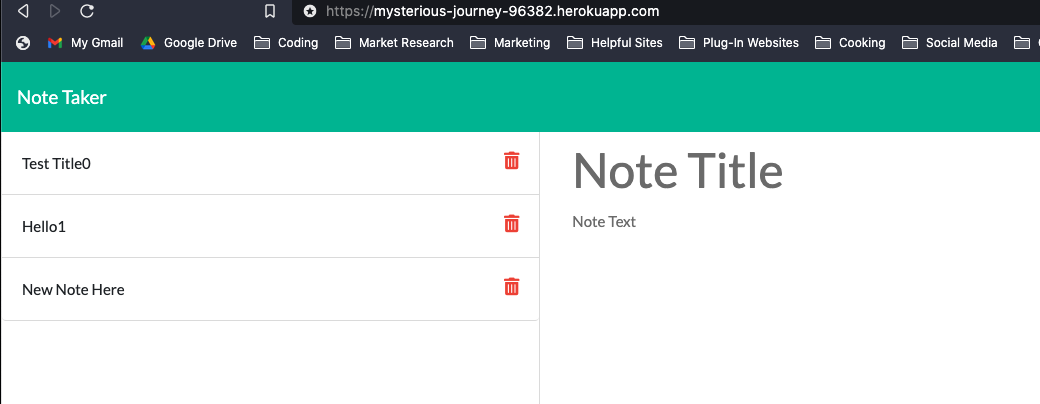 https://mysterious-journey-96382.herokuapp.com
My Gmail Google Drive Coding Market Research Marketing Helpful Sites Plug-In Websites Cooking Social Media
Note Taker
Test Title0
Note Title
Hello1
Note Text
New Note Here